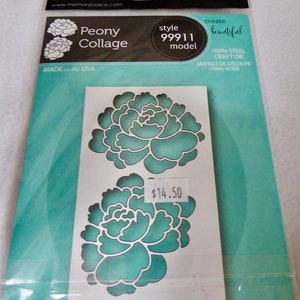 www.memoryboxco.com
Peony
Collage
style
99911
model
create
beautiful
100% STEEL
CRAFT DIE
MATRICE DE DÉCOUPE
100% ACIER
MADE IN THE USA
$14.50